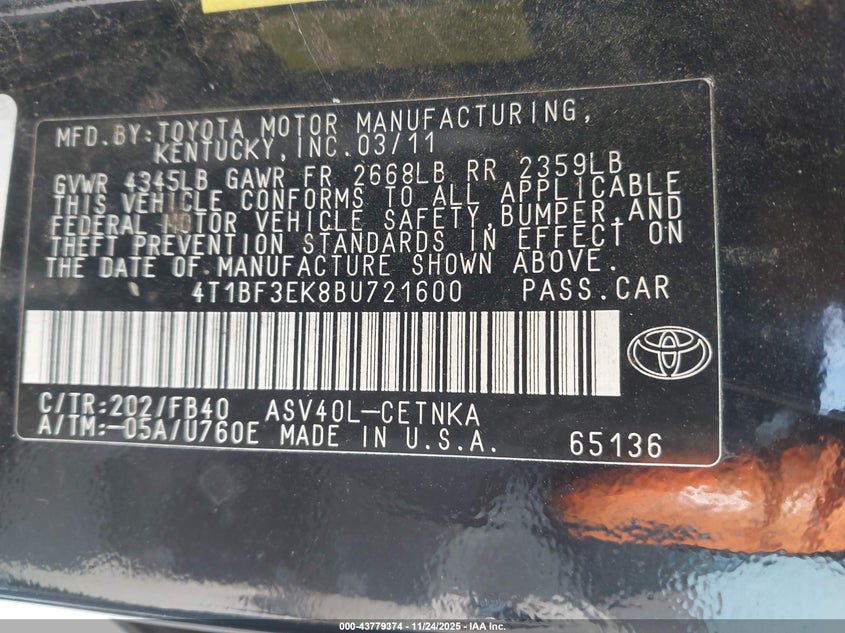 MFD.BY:TOYOTA MOTOR MANUFACTURING,
KENTUCKY,INC.03/11
GVWR 4345LB GAWR FR 2668LB RR 2359LB
THIS VEHICLE CONFORMS TO ALL APPLICABLE
FEDERAL MOTOR VEHICLE SAFETY,BUMPER,AND
THEFT PREVENTION STANDARDS IN EFFECT ON
THE DATE OF MANUFACTURE SHOWN ABOVE.
4T1BF3EK8BU721600 PASS.CAR
C/TR:202/FB40 ASV40L-CETNKA
A/TM:-05A/U760E MADE IN U.S.A. 65136
000-43779374 | 11/24/2025 - IAA Inc.